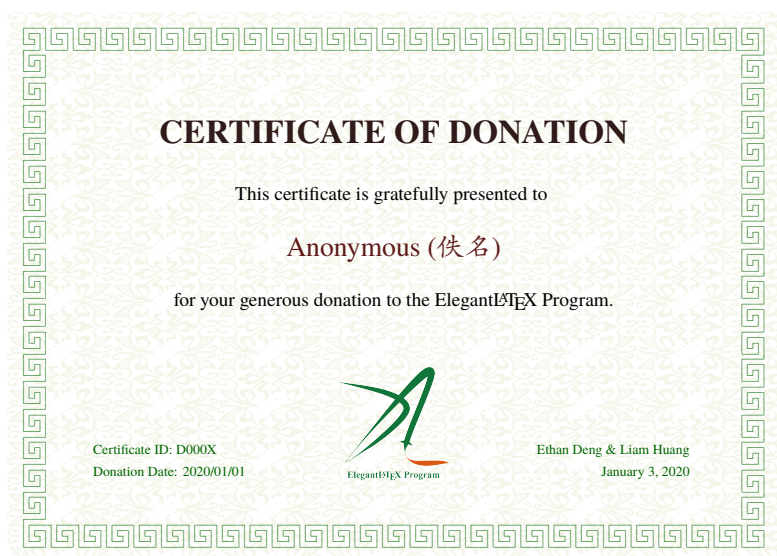 CERTIFICATE OF DONATION
This certificate is gratefully presented to
Anonymous (佚名)
for your generous donation to the ElegantLATEX Program.
ElegantLATEX Program
Certificate ID: D000X
Donation Date: 2020/01/01
Ethan Deng & Liam Huang
January 3, 2020